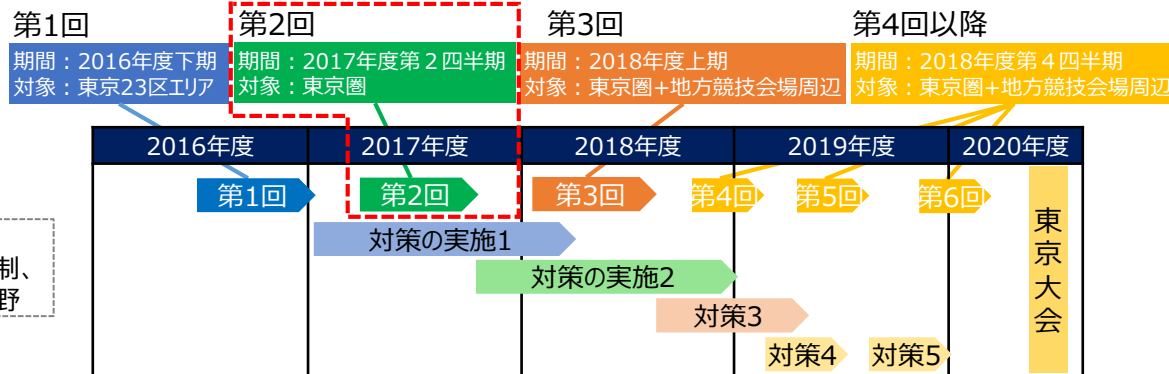 第1回
第2回
第3回
第4回以降
期間：2016年度下期
対象：東京23区エリア
期間：2017年度第２四半期
対象：東京圏
期間：2018年度上期
対象：東京圏+地方競技会場周辺
期間：2018年度第４四半期
対象：東京圏+地方競技会場周辺
2016年度
2017年度
2018年度
2019年度
2020年度
第1回
第2回
第3回
第4回
第5回
第6回
対策の実施1
対策の実施2
対策3
対策4
対策5
東京大会
制、
野